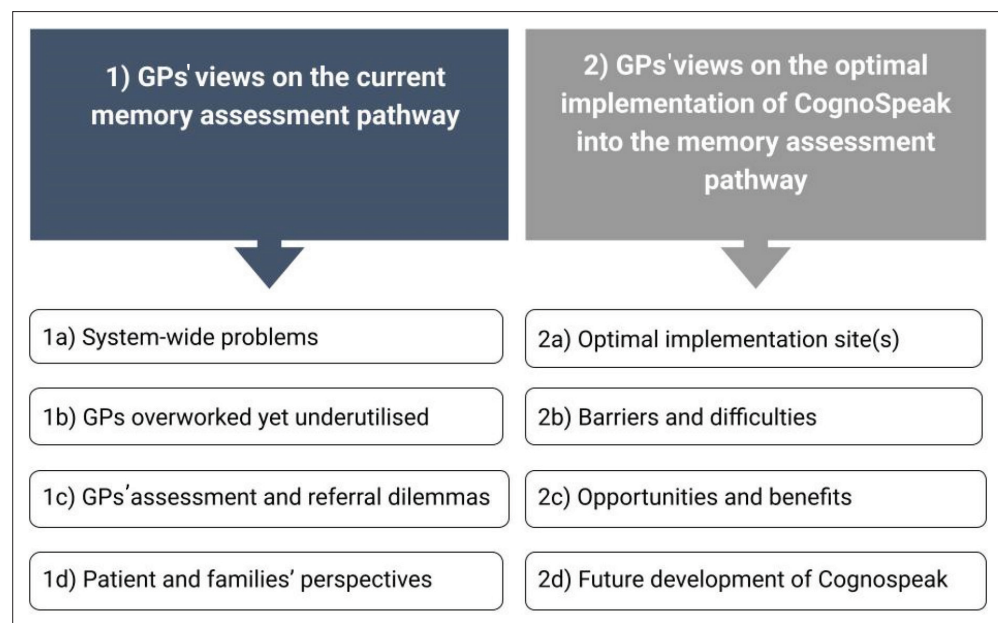 1) GPs' views on the current
memory assessment pathway
2) GPs'views on the optimal
implementation of CognoSpeak
into the memory assessment
pathway
1a) System-wide problems
1b) GPs overworked yet underutilised
1c) GPs’assessment and referral dilemmas
1d) Patient and families’ perspectives
2a) Optimal implementation site(s)
2b) Barriers and difficulties
2c) Opportunities and benefits
2d) Future development of Cognospeak